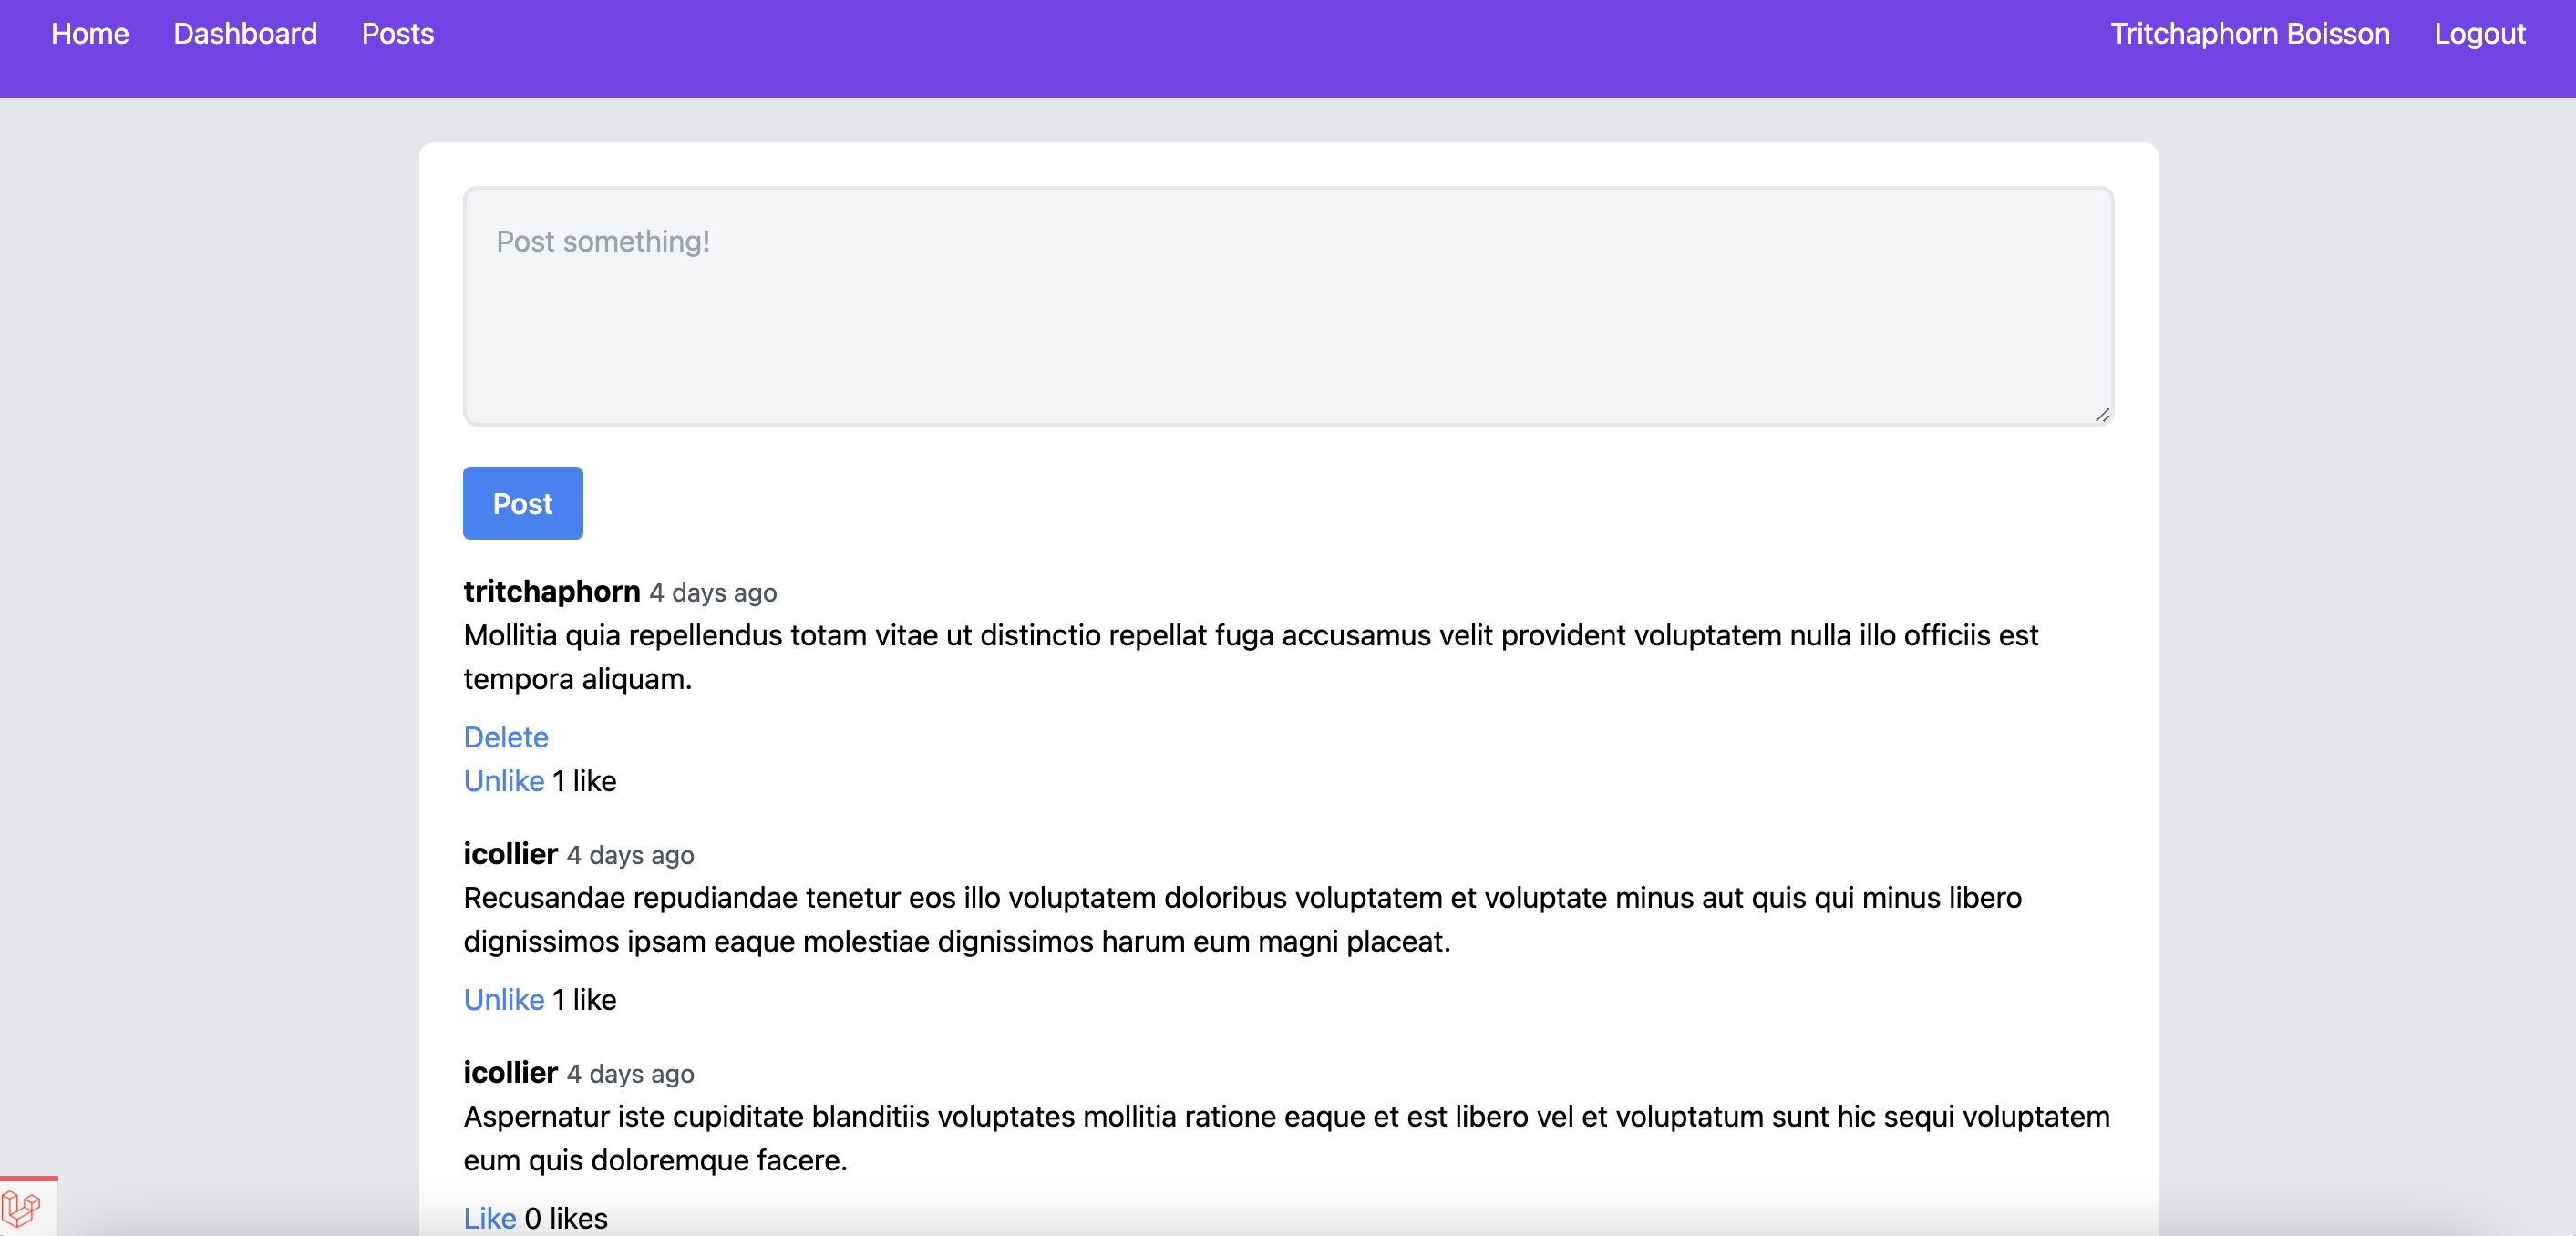 Home Dashboard Posts Tritchaphorn Boisson Logout
Post something!
Post
tritchaphorn 4 days ago
Mollitia quia repellendus totam vitae ut distinctio repellat fuga accusamus velit provident voluptatem nulla illo officiis est
tempora aliquam.
Delete
Unlike 1 like
icollier 4 days ago
Recusandae repudiandae tenetur eos illo voluptatem doloribus voluptatem et voluptate minus aut quis qui minus libero
dignissimos ipsam eaque molestiae dignissimos harum eum magni placeat.
Unlike 1 like
icollier 4 days ago
Aspernatur iste cupiditate blanditiis voluptates mollitia ratione eaque et est libero vel et voluptatum sunt hic sequi voluptatem
eum quis doloremque facere.
Like 0 likes